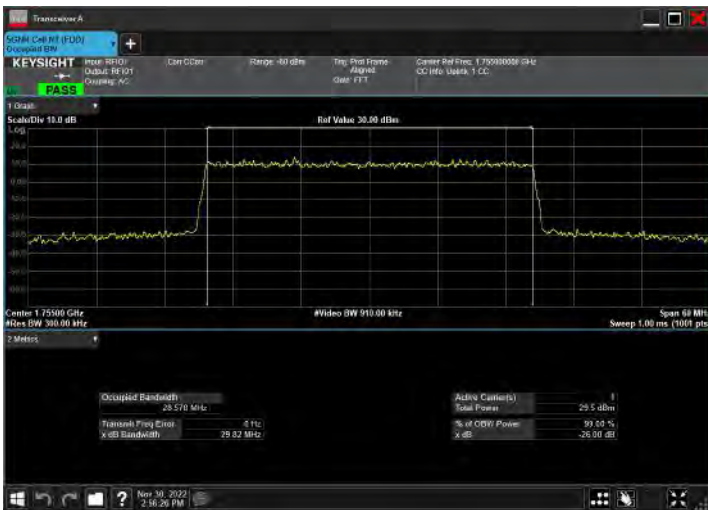 Transceiver A
5GNR Cell NT (FDD)
Occupied BW
KEYSIGHT
PASS
Input: RFIO1
Output: RFIO1
Coupling: AC
Corr CCorr
Range: -60 dBm
Trig: Prot Frame
Aligned
Gate: FFT
Center Ref Freq: 1.755000000 GHz
CC Info: Uplink, 1 CC
1 Graph
Scale/Div 10.0 dB
Ref Value 30.00 dBm
Log
20.0
0.00
Center 1.75500 GHz
#Video BW 910.00 kHz
Span 60 MH
#Res BW 300.00 kHz
Sweep 1.00 ms (1001 pts
2 Metrics
Occupied Bandwidth
28.570 MHz
Transmit Freq Error
x dB Bandwidth
29.82 MHz
Active Carrier(s)
1
Total Power
29.5 dBm
% of OBW Power
99.00 %
x dB
-26.00 dB
Nov 30, 2022
2:56:26 PM